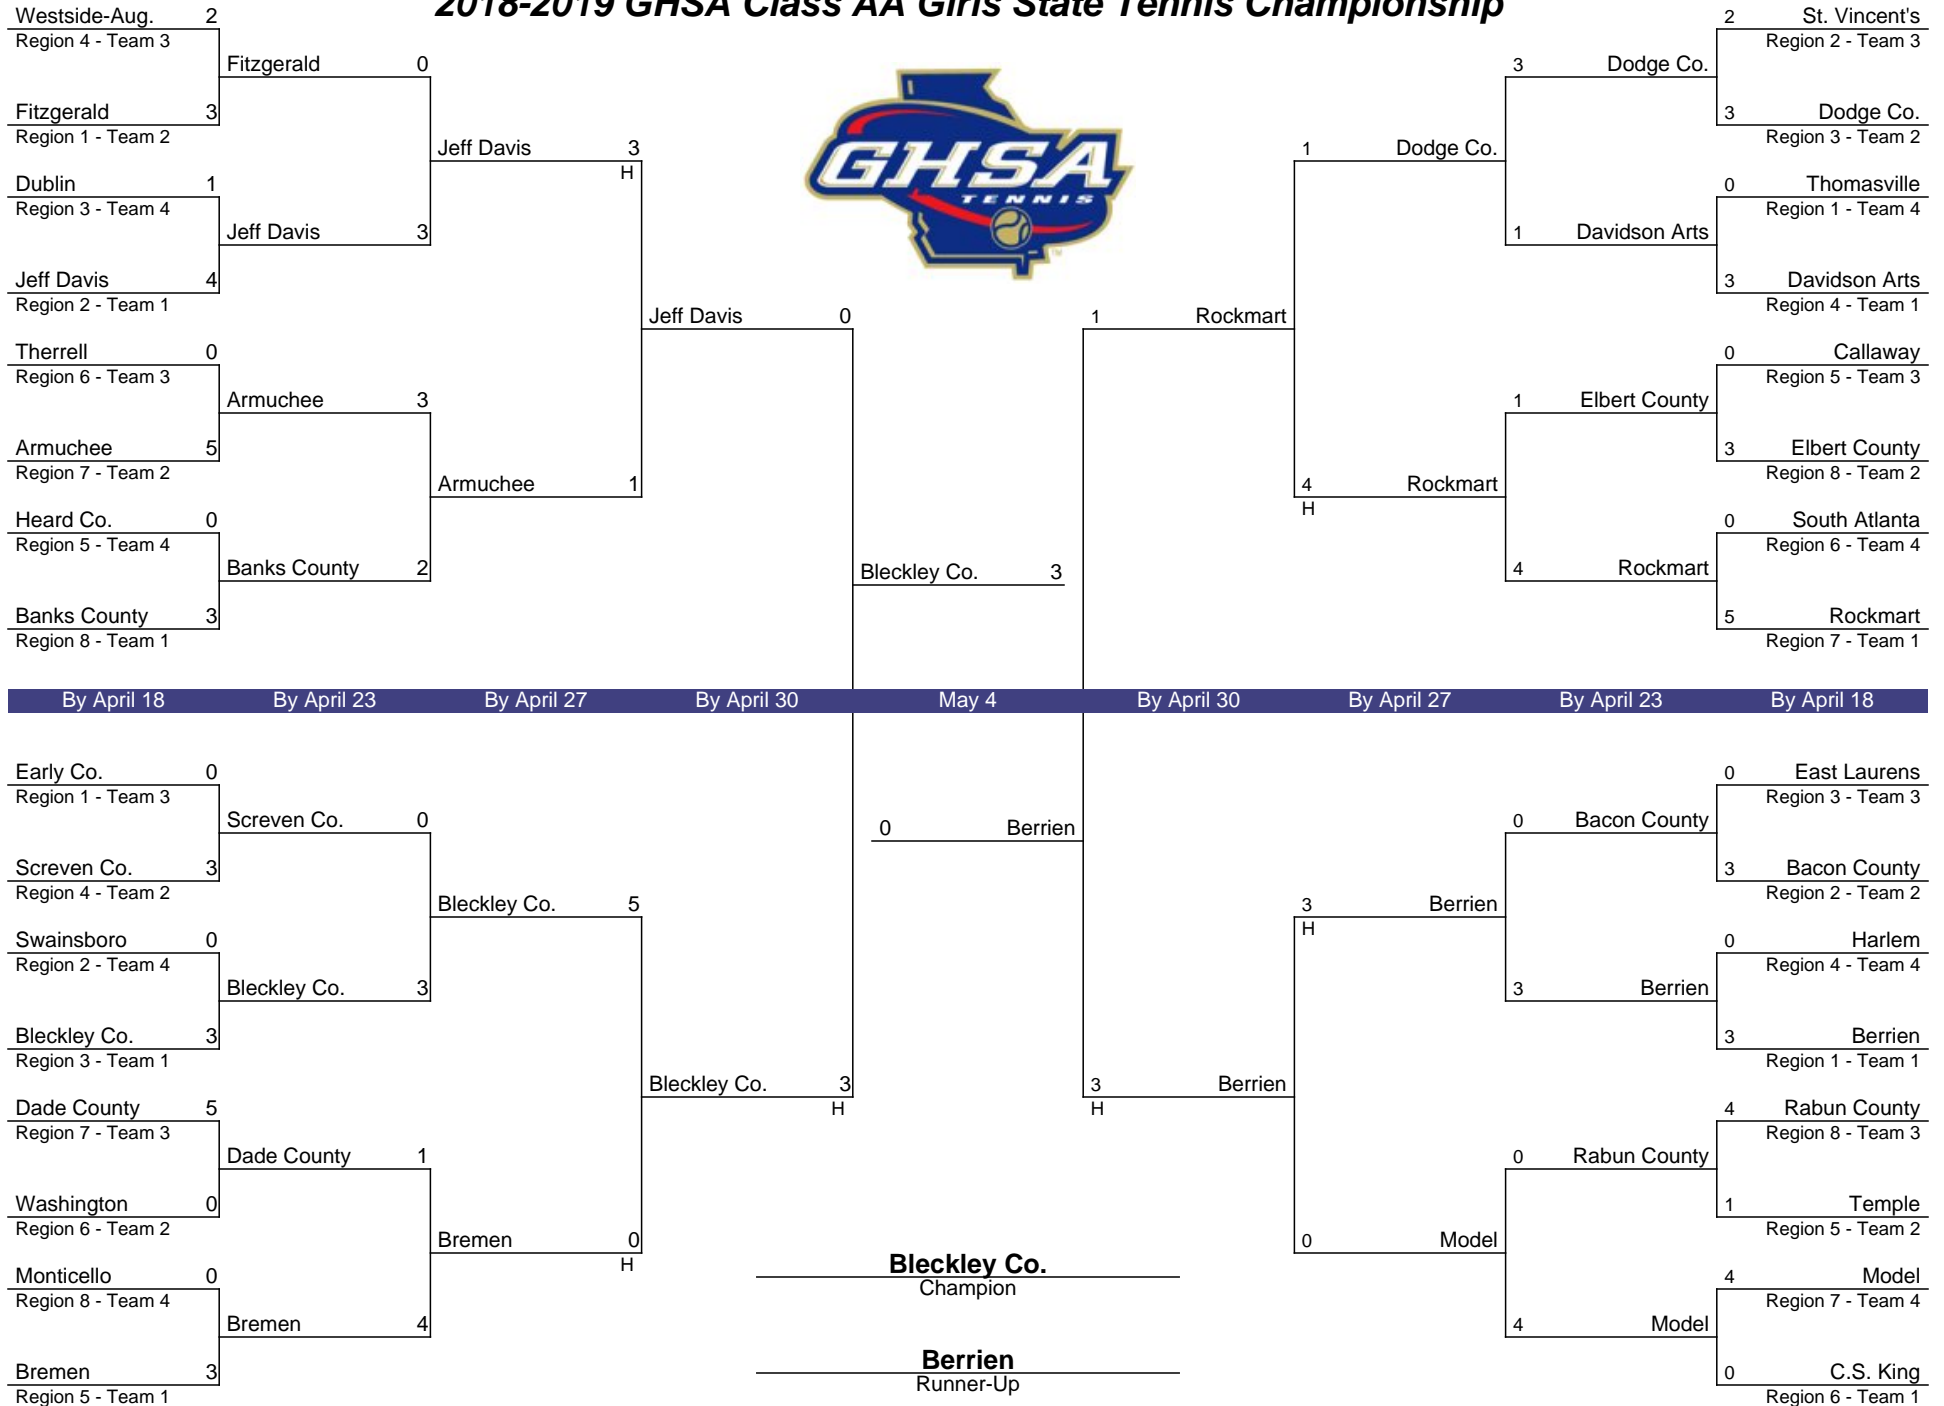 2018-2019 GHSA Class AA Girls State Tennis Championship
Westside-Aug. 2
Region 4 - Team 3
Fitzgerald 3
Region 1 - Team 2
Dublin 1
Region 3 - Team 4
Jeff Davis 4
Region 2 - Team 1
Therrell 0
Region 6 - Team 3
Armuchee 5
Region 7 - Team 2
Heard Co. 0
Region 5 - Team 4
Banks County 3
Region 8 - Team 1
Fitzgerald 0
Jeff Davis 3
Armuchee 3
Banks County 2
Jeff Davis 3
H
Armuchee 1
Jeff Davis 0
GHSA
TENNIS
TM
Bleckley Co. 3
1 Rockmart
1 Dodge Co.
4 Rockmart
H
3 Dodge Co.
1 Davidson Arts
1 Elbert County
4 Rockmart
2 St. Vincent's
Region 2 - Team 3
3 Dodge Co.
Region 3 - Team 2
0 Thomasville
Region 1 - Team 4
3 Davidson Arts
Region 4 - Team 1
0 Callaway
Region 5 - Team 3
3 Elbert County
Region 8 - Team 2
0 South Atlanta
Region 6 - Team 4
5 Rockmart
Region 7 - Team 1
By April 18 By April 23 By April 27 By April 30 May 4 By April 30 By April 27 By April 23 By April 18
Early Co. 0
Region 1 - Team 3
Screven Co. 3
Region 4 - Team 2
Swainsboro 0
Region 2 - Team 4
Bleckley Co. 3
Region 3 - Team 1
Dade County 5
Region 7 - Team 3
Washington 0
Region 6 - Team 2
Monticello 0
Region 8 - Team 4
Bremen 3
Region 5 - Team 1
Screven Co. 0
Bleckley Co. 3
Dade County 1
Bremen 4
Bleckley Co. 5
Bremen 0
H
Bleckley Co. 3
H
0 Berrien
3 Berrien
H
3 Berrien
H
0 Model
0 Bacon County
3 Berrien
0 Rabun County
4 Model
0 East Laurens
Region 3 - Team 3
3 Bacon County
Region 2 - Team 2
0 Harlem
Region 4 - Team 4
3 Berrien
Region 1 - Team 1
4 Rabun County
Region 8 - Team 3
1 Temple
Region 5 - Team 2
4 Model
Region 7 - Team 4
0 C.S. King
Region 6 - Team 1
Bleckley Co.
Champion
Berrien
Runner-Up